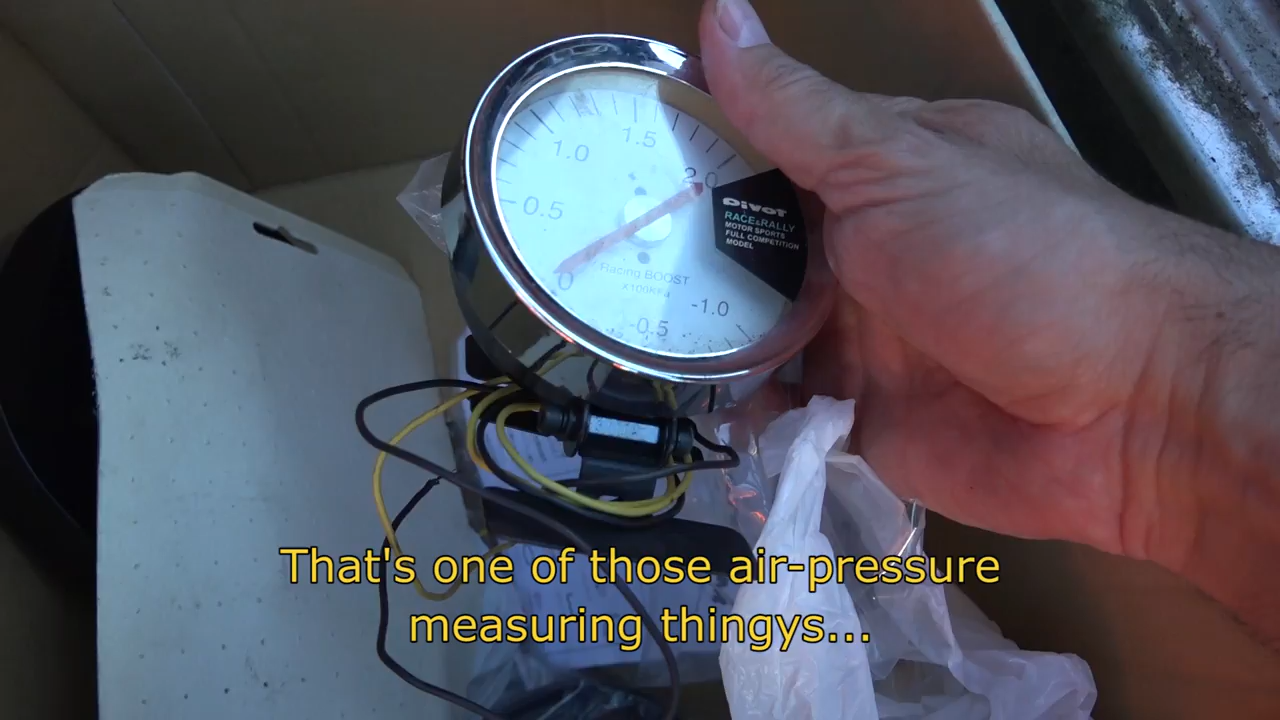 1.5
1.0
2.0
0.5
PIVOT
RACE&RALLY
MOTOR SPORTS
FULL COMPETITION
MODEL
0
Racing BOOST
X100kPa
-1.0
-0.5
That's one of those air-pressure
measuring thingys...